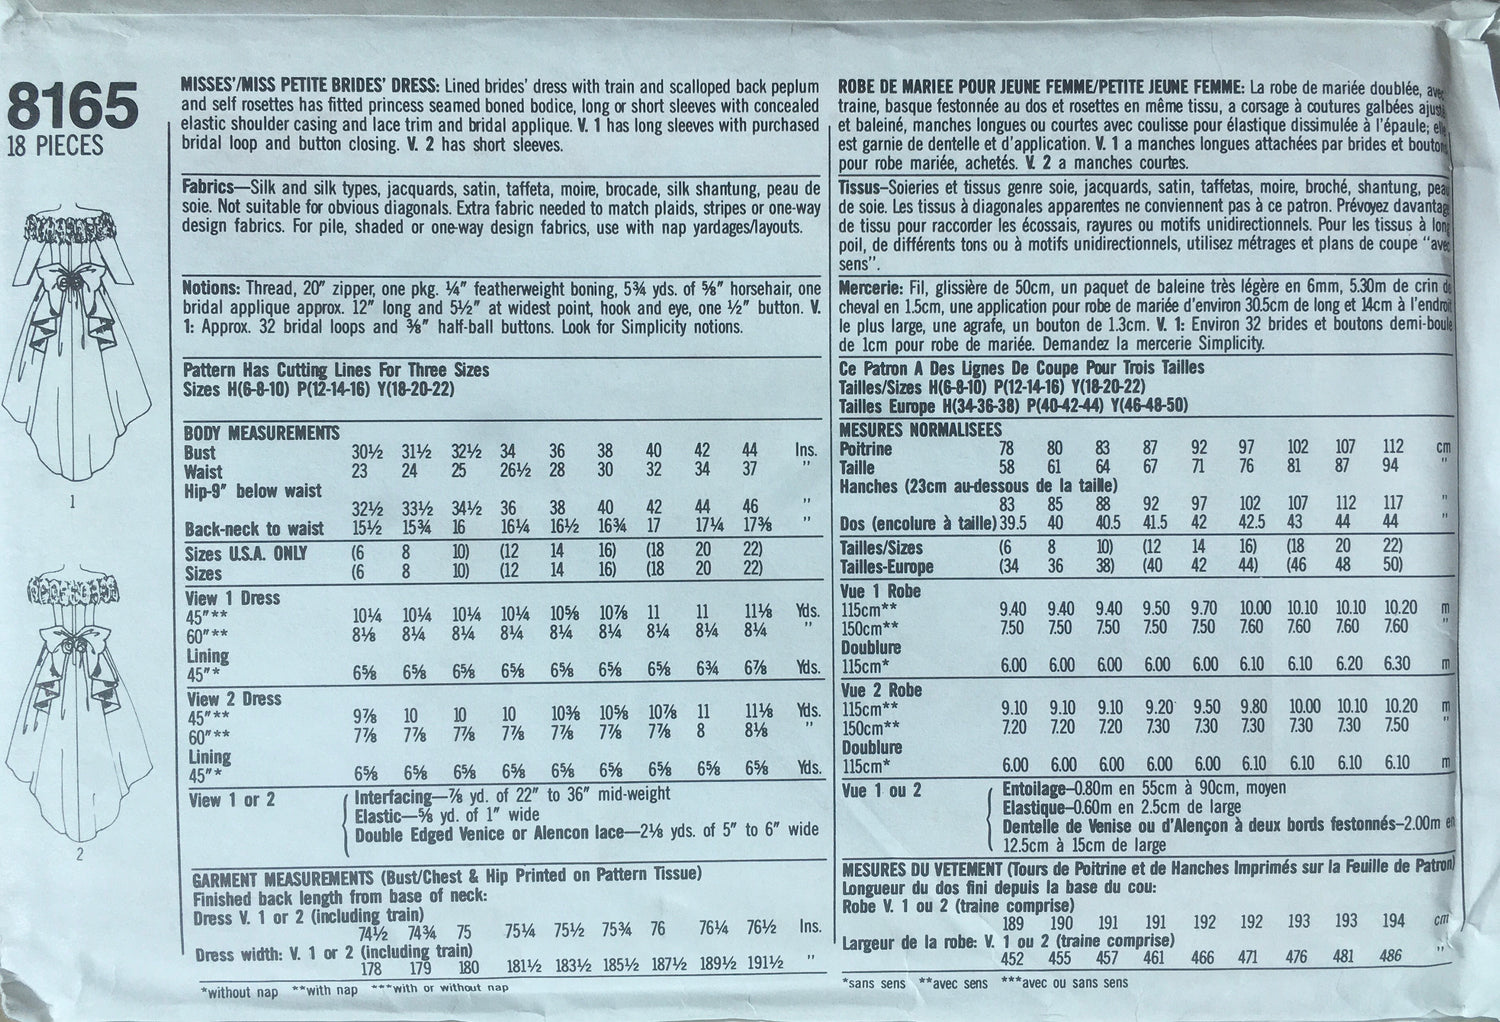 8165
18 PIECES
1
2
MISSES'/MISS PETITE BRIDES' DRESS: Lined brides' dress with train and scalloped back peplum
and self rosettes has fitted princess seamed boned bodice, long or short sleeves with concealed
elastic shoulder casing and lace trim and bridal applique. V. 1 has long sleeves with purchased
bridal loop and button closing. V. 2 has short sleeves.
Fabrics—Silk and silk types, jacquards, satin, taffeta, moire, brocade, silk shantung, peau de
soie. Not suitable for obvious diagonals. Extra fabric needed to match plaids, stripes or one-way
design fabrics. For pile, shaded or one-way design fabrics, use with nap yardages/layouts.
Notions: Thread, 20" zipper, one pkg. ¼" featherweight boning, 5¾ yds. of ⅝" horsehair, one
bridal applique approx. 12" long and 5½" at widest point, hook and eye, one ½" button. V.
1: Approx. 32 bridal loops and ⅜" half-ball buttons. Look for Simplicity notions.
Pattern Has Cutting Lines For Three Sizes
Sizes H(6-8-10) P(12-14-16) Y(18-20-22)
BODY MEASUREMENTS
Bust 30½ 31½ 32½ 34 36 38 40 42 44 Ins.
Waist 23 24 25 26½ 28 30 32 34 37 "
Hip-9" below waist
32½ 33½ 34½ 36 38 40 42 44 46 "
Back-neck to waist 15½ 15¾ 16 16¼ 16½ 16¾ 17 17¼ 17⅜ "
Sizes U.S.A. ONLY (6 8 10) (12 14 16) (18 20 22)
Sizes (6 8 10) (12 14 16) (18 20 22)
View 1 Dress
45"** 10¼ 10¼ 10¼ 10¼ 10⅝ 10⅞ 11 11 11⅛ Yds.
60"** 8⅛ 8¼ 8¼ 8¼ 8¼ 8¼ 8¼ 8¼ 8¼ "
Lining
45"* 6⅝ 6⅝ 6⅝ 6⅝ 6⅝ 6⅝ 6⅝ 6¾ 6⅞ Yds.
View 2 Dress
45"** 9⅞ 10 10 10 10⅜ 10⅝ 10⅞ 11 11⅛ Yds.
60"** 7⅞ 7⅞ 7⅞ 7⅞ 7⅞ 7⅞ 7⅞ 8 8⅛ "
Lining
45"* 6⅝ 6⅝ 6⅝ 6⅝ 6⅝ 6⅝ 6⅝ 6⅝ 6⅝ Yds.
View 1 or 2 Interfacing—⅞ yd. of 22" to 36" mid-weight
Elastic—⅝ yd. of 1" wide
Double Edged Venice or Alencon lace—2⅛ yds. of 5" to 6" wide
GARMENT MEASUREMENTS (Bust/Chest & Hip Printed on Pattern Tissue)
Finished back length from base of neck:
Dress V. 1 or 2 (including train)
74½ 74¾ 75 75¼ 75½ 75¾ 76 76¼ 76½ Ins.
Dress width: V. 1 or 2 (including train)
178 179 180 181½ 183½ 185½ 187½ 189½ 191½ "
*without nap **with nap ***with or without nap
ROBE DE MARIEE POUR JEUNE FEMME/PETITE JEUNE FEMME: La robe de mariée doublée, avec
traine, basque festonnée au dos et rosettes en même tissu, a corsage à coutures galbées ajusté
et baleiné, manches longues ou courtes avec coulisse pour élastique dissimulée à l'épaule; elle
est garnie de dentelle et d'application. V. 1 a manches longues attachées par brides et boutons
pour robe mariée, achetés. V. 2 a manches courtes.
Tissus—Soieries et tissus genre soie, jacquards, satin, taffetas, moire, broché, shantung, peau
de soie. Les tissus à diagonales apparentes ne conviennent pas à ce patron. Prévoyez davantage
de tissu pour raccorder les écossais, rayures ou motifs unidirectionnels. Pour les tissus à long
poil, de différents tons ou à motifs unidirectionnels, utilisez métrages et plans de coupe "avec
sens".
Mercerie: Fil, glissière de 50cm, un paquet de baleine très légère en 6mm, 5.30m de crin de
cheval en 1.5cm, une application pour robe de mariée d'environ 30.5cm de long et 14cm à l'endroit
le plus large, une agrafe, un bouton de 1.3cm. V. 1: Environ 32 brides et boutons demi-boule
de 1cm pour robe de mariée. Demandez la mercerie Simplicity.
Ce Patron A Des Lignes De Coupe Pour Trois Tailles
Tailles/Sizes H(6-8-10) P(12-14-16) Y(18-20-22)
Tailles Europe H(34-36-38) P(40-42-44) Y(46-48-50)
MESURES NORMALISEES
Poitrine 78 80 83 87 92 97 102 107 112 cm
Taille 58 61 64 67 71 76 81 87 94 "
Hanches (23cm au-dessous de la taille)
83 85 88 92 97 102 107 112 117 "
Dos (encolure à taille) 39.5 40 40.5 41.5 42 42.5 43 44 44 "
Tailles/Sizes (6 8 10) (12 14 16) (18 20 22)
Tailles-Europe (34 36 38) (40 42 44) (46 48 50)
Vue 1 Robe
115cm** 9.40 9.40 9.40 9.50 9.70 10.00 10.10 10.10 10.20 m
150cm** 7.50 7.50 7.50 7.50 7.60 7.60 7.60 7.60 7.60 "
Doublure
115cm* 6.00 6.00 6.00 6.00 6.00 6.10 6.10 6.20 6.30 m
Vue 2 Robe
115cm** 9.10 9.10 9.10 9.20 9.50 9.80 10.00 10.10 10.20 m
150cm** 7.20 7.20 7.20 7.30 7.30 7.30 7.30 7.30 7.50 "
Doublure
115cm* 6.00 6.00 6.00 6.00 6.00 6.10 6.10 6.10 6.10 m
Vue 1 ou 2 Entoilage—0.80m en 55cm à 90cm, moyen
Elastique—0.60m en 2.5cm de large
Dentelle de Venise ou d'Alençon à deux bords festonnés—2.00m en
12.5cm à 15cm de large
MESURES DU VETEMENT (Tours de Poitrine et de Hanches Imprimés sur la Feuille de Patron)
Longueur du dos fini depuis la base du cou:
Robe V. 1 ou 2 (traine comprise)
189 190 191 191 192 192 193 193 194 cm
Largeur de la robe: V. 1 ou 2 (traine comprise)
452 455 457 461 466 471 476 481 486 "
*sans sens **avec sens ***avec ou sans sens